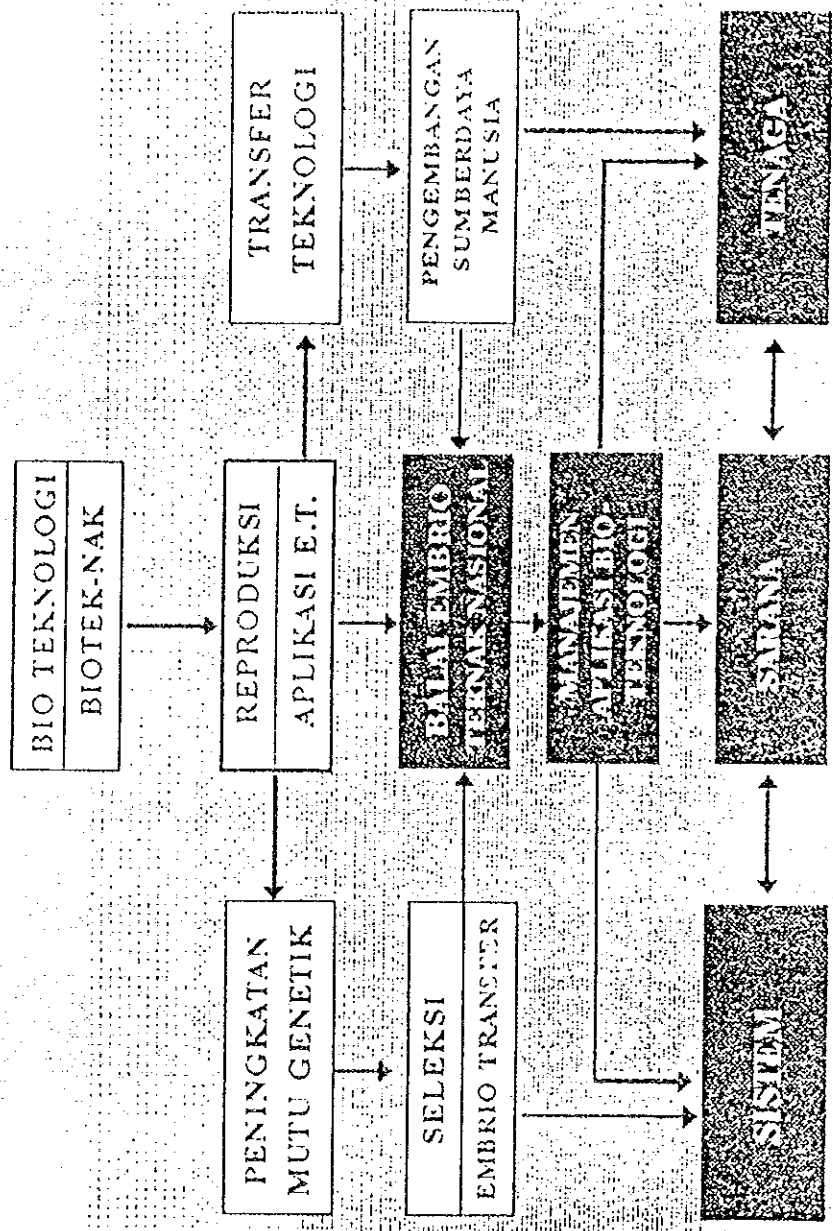 BIO TEKNOLOGI
BIOTEK-NAK
REPRODUKSI
APLIKASI E.T.
PENINGKATAN
MUTU GENETIK
TRANSFER
TEKNOLOGI
SELEKSI
EMBRIO TRANSFER
BALAI EMBRIO
TERNAK NASIONAL
PENGEMBANGAN
SUMBERDAYA
MANUSIA
MANAJEMEN
APLIKASI BIO-
TEKNOLOGI
SISTEM
SARANA
TENAGA